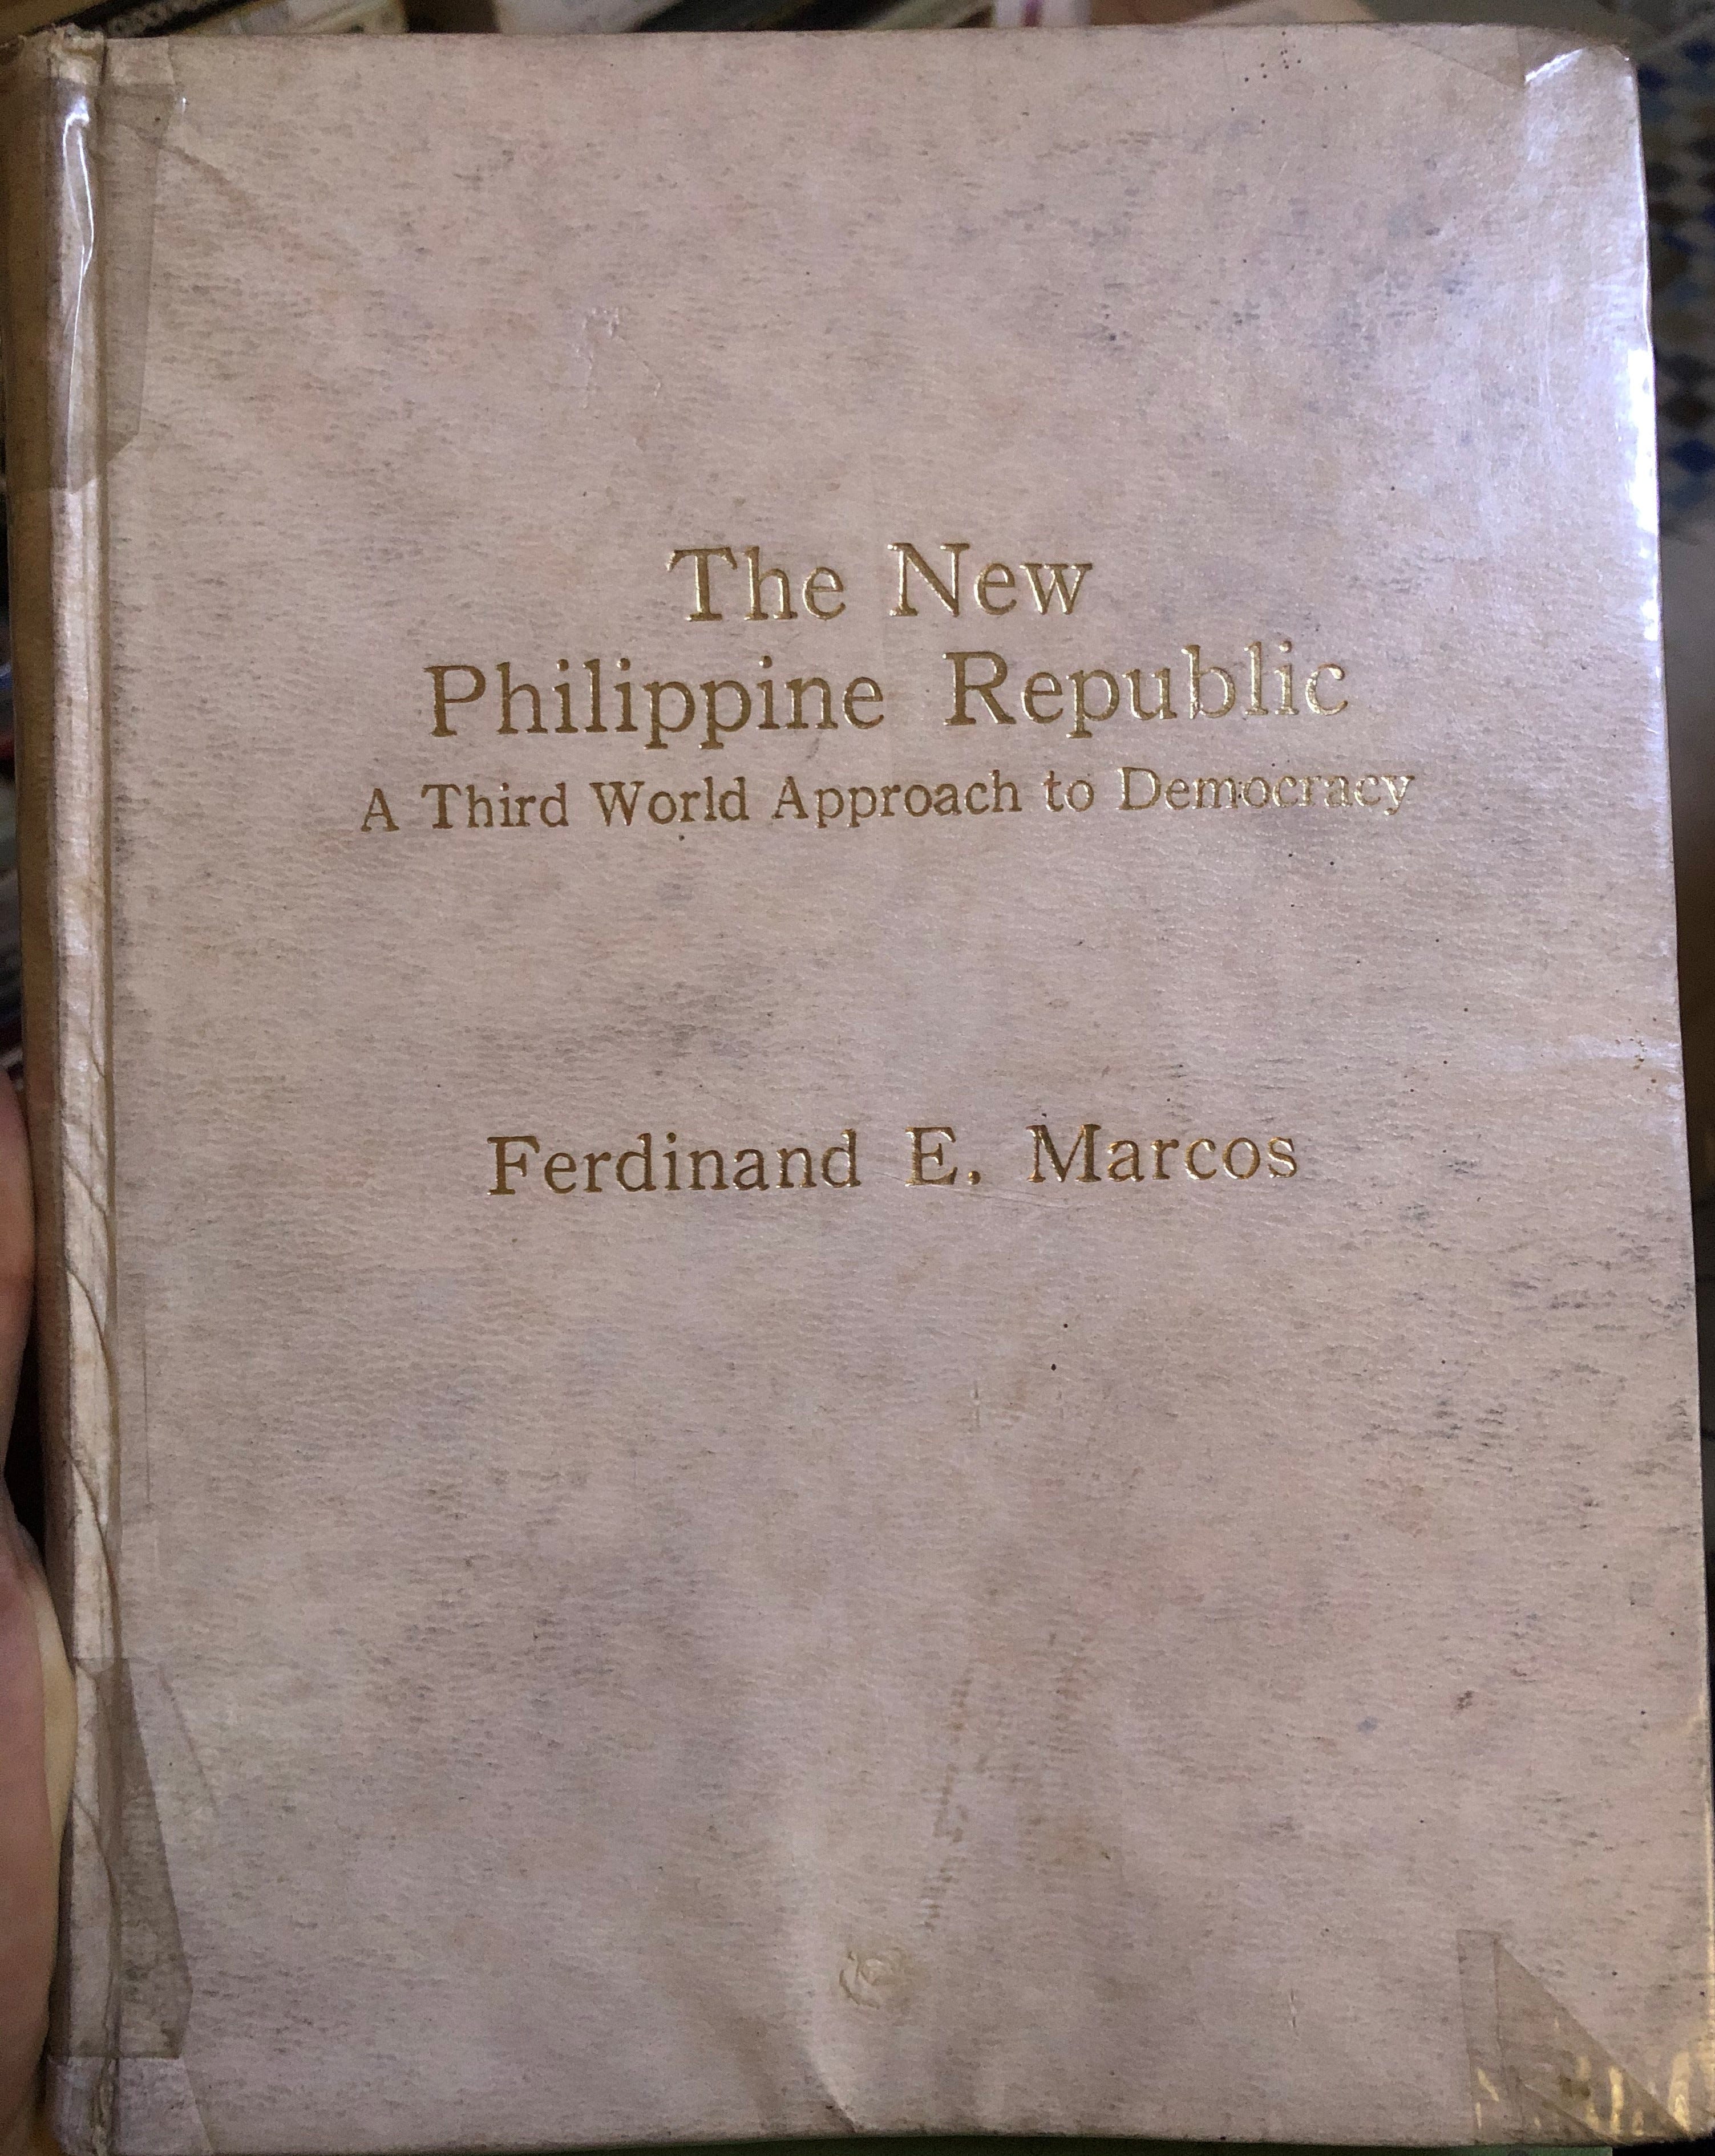 The New
Philippine Republic
A Third World Approach to Democracy
Ferdinand E. Marcos